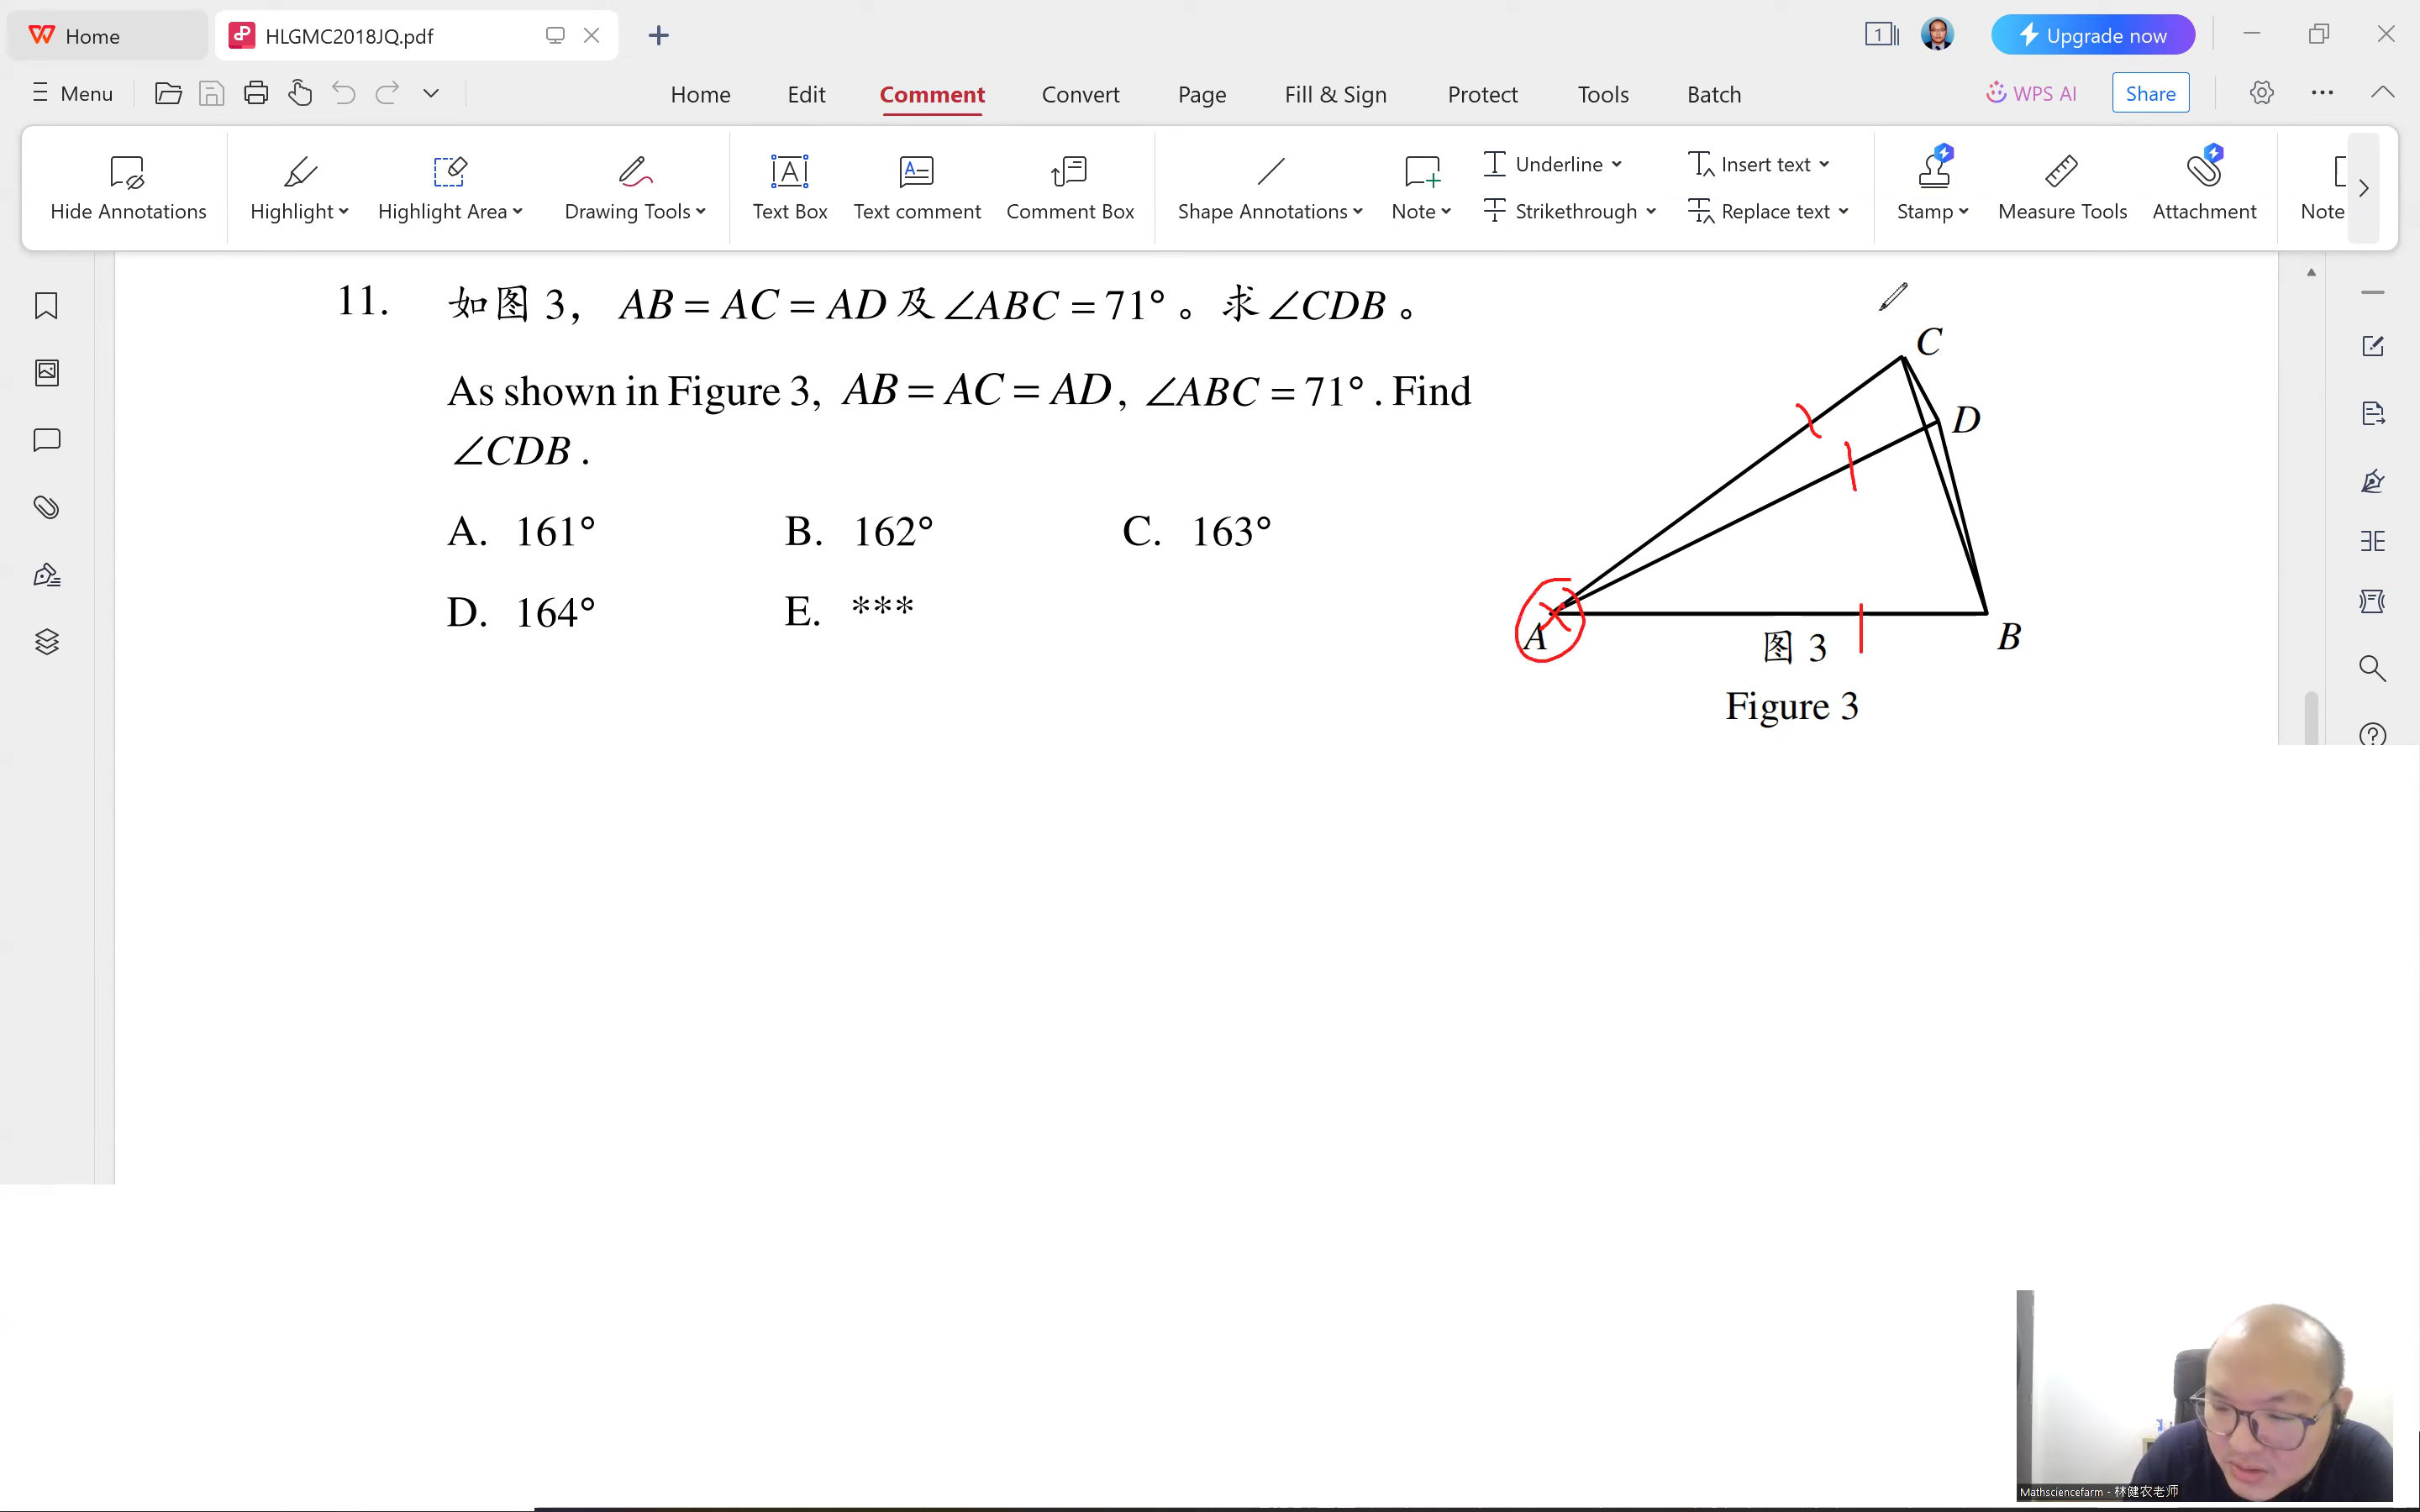 Home
HLGMC2018JQ.pdf
1
Upgrade now
Menu
Home Edit Comment Convert Page Fill & Sign Protect Tools Batch
WPS AI
Share
Hide Annotations
Highlight
Highlight Area
Drawing Tools
Text Box
Text comment
Comment Box
Shape Annotations
Note
Underline
Strikethrough
Insert text
Replace text
Stamp
Measure Tools
Attachment
Note
11. 如图 3， AB = AC = AD 及 ∠ABC = 71° 。求 ∠CDB 。
As shown in Figure 3, AB = AC = AD, ∠ABC = 71° . Find
∠CDB .
A. 161° B. 162° C. 163°
D. 164° E. ***
C
D
A
B
图 3
Figure 3
Mathsciencefarm - 林健农老师